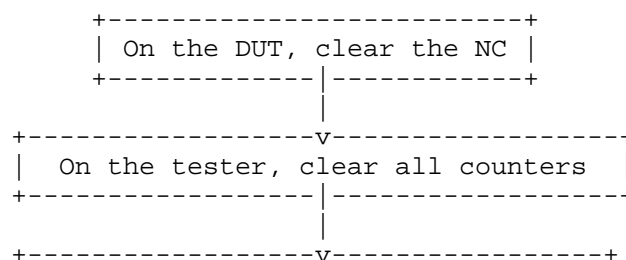 +--------------------------+
| On the DUT, clear the NC |
+-------------|------------+
|
+------------------v-------------------
| On the tester, clear all counters |
+------------------|-------------------
|
+------------------v-----------------+